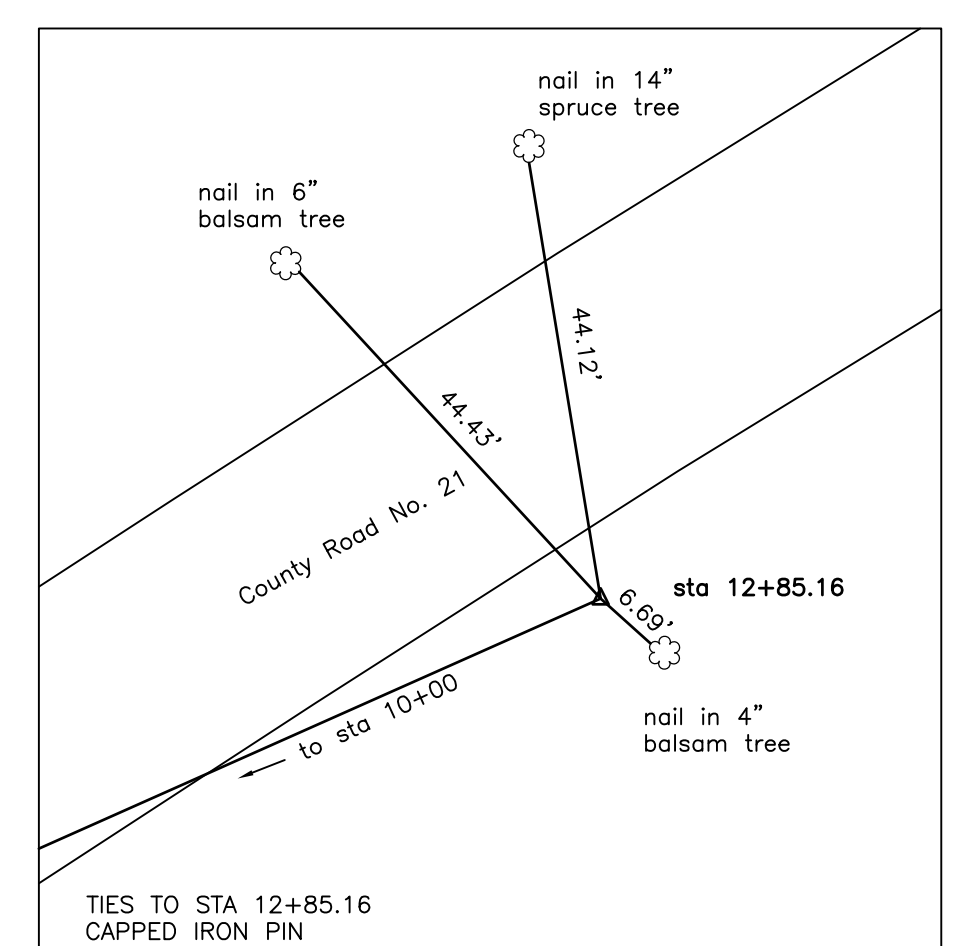 nail in 14”
spruce tree
nail in 6”
balsam tree
44.12’
44.43’
County Road No. 21
sta 12+85.16
6.69’
to sta 10+00
nail in 4”
balsam tree
TIES TO STA 12+85.16
CAPPED IRON PIN